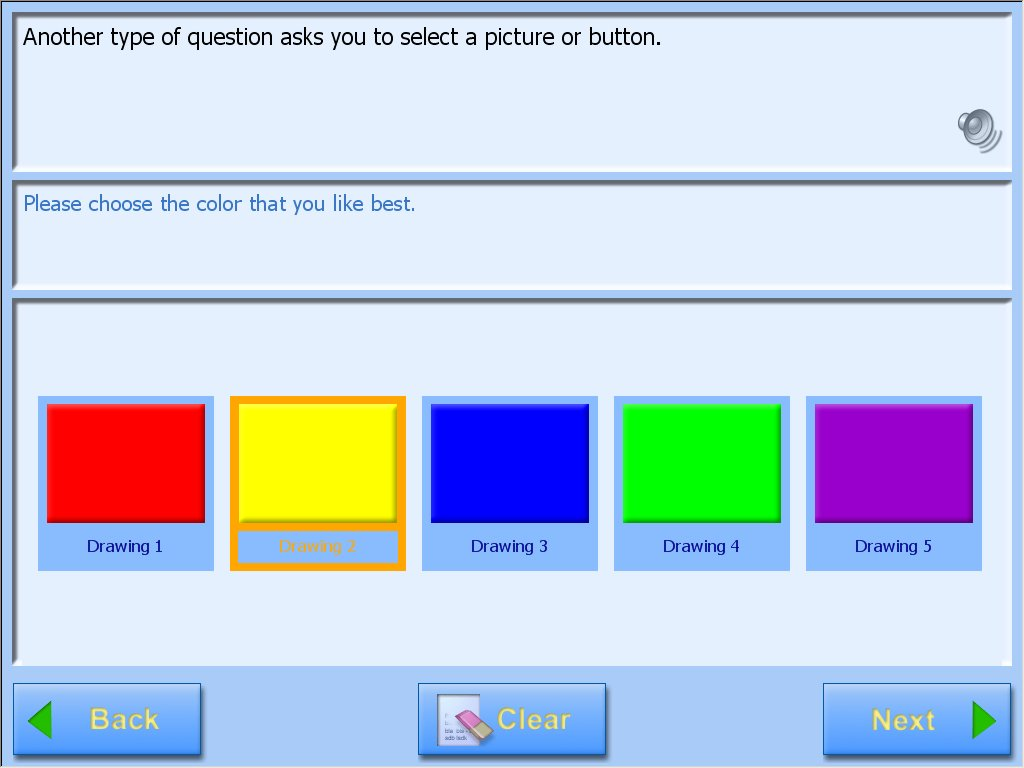 Another type of question asks you to select a picture or button.
Please choose the color that you like best.
Drawing 1
Drawing 2
Drawing 3
Drawing 4
Drawing 5
Back
Clear
Next